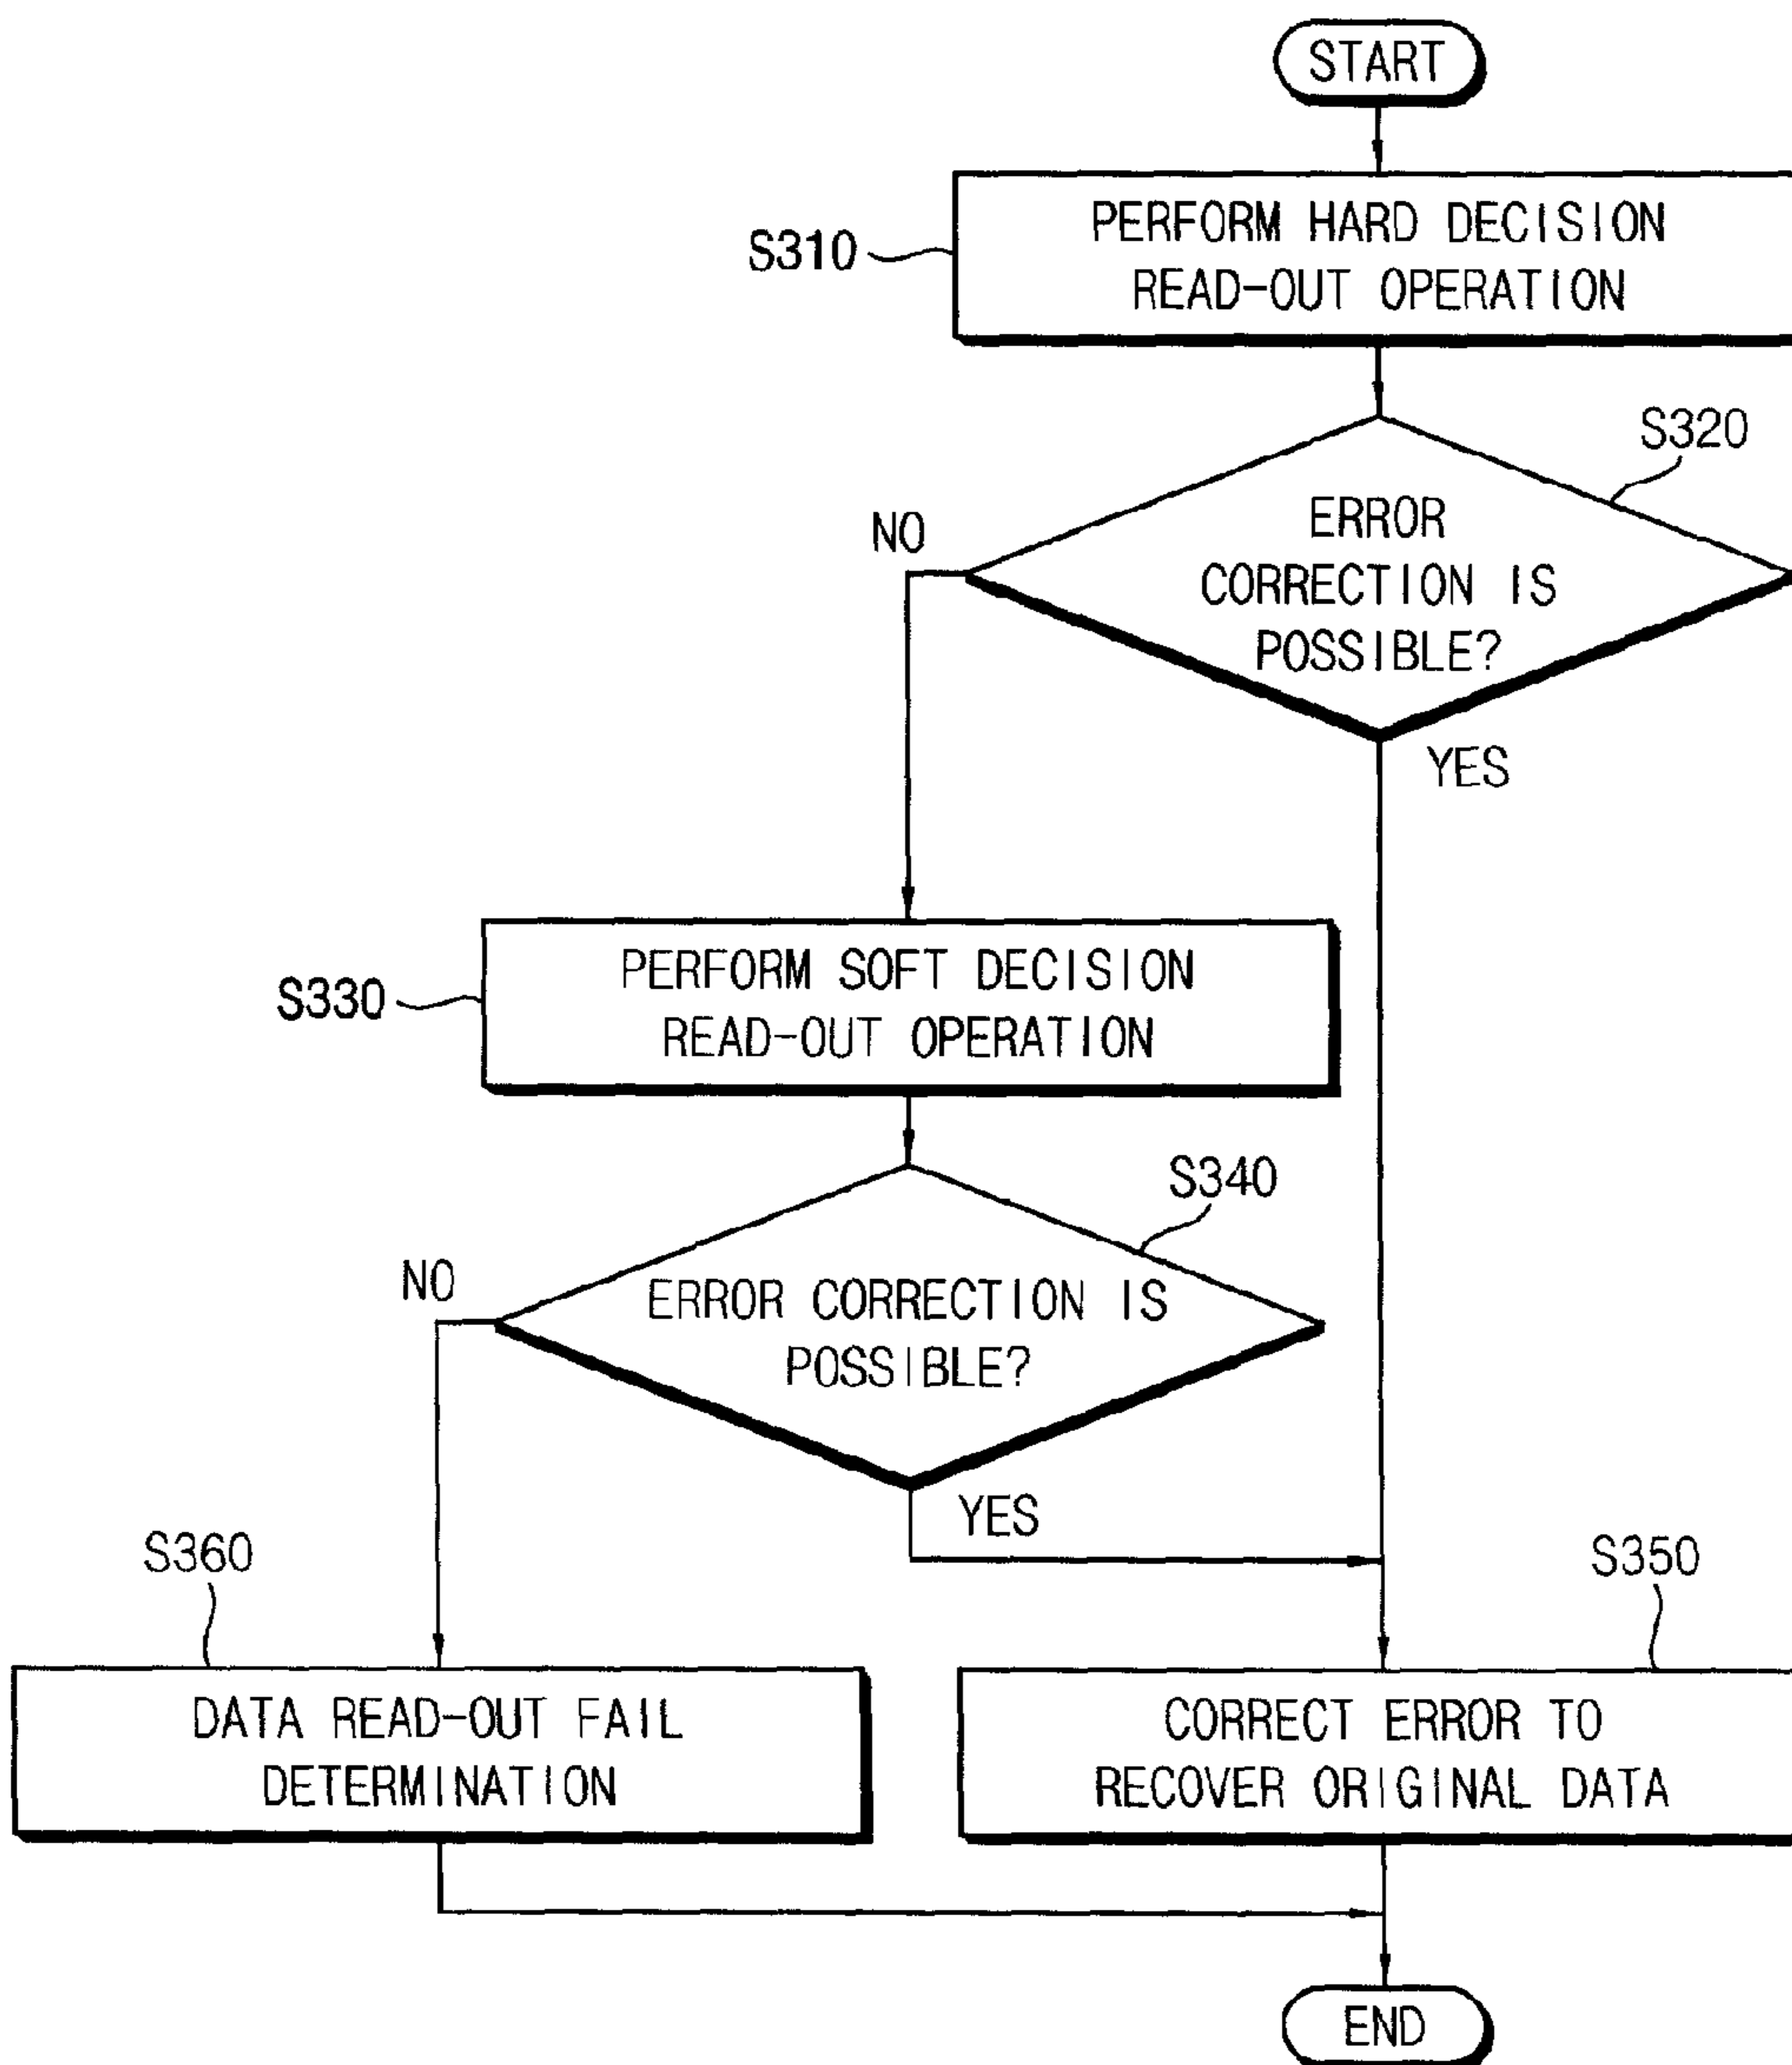 START
PERFORM HARD DECISION
READ-OUT OPERATION
S310
S320
ERROR
CORRECTION IS
POSSIBLE?
NO
YES
PERFORM SOFT DECISION
READ-OUT OPERATION
S330
S340
ERROR CORRECTION IS
POSSIBLE?
NO
YES
S360
S350
DATA READ-OUT FAIL
DETERMINATION
CORRECT ERROR TO
RECOVER ORIGINAL DATA
END